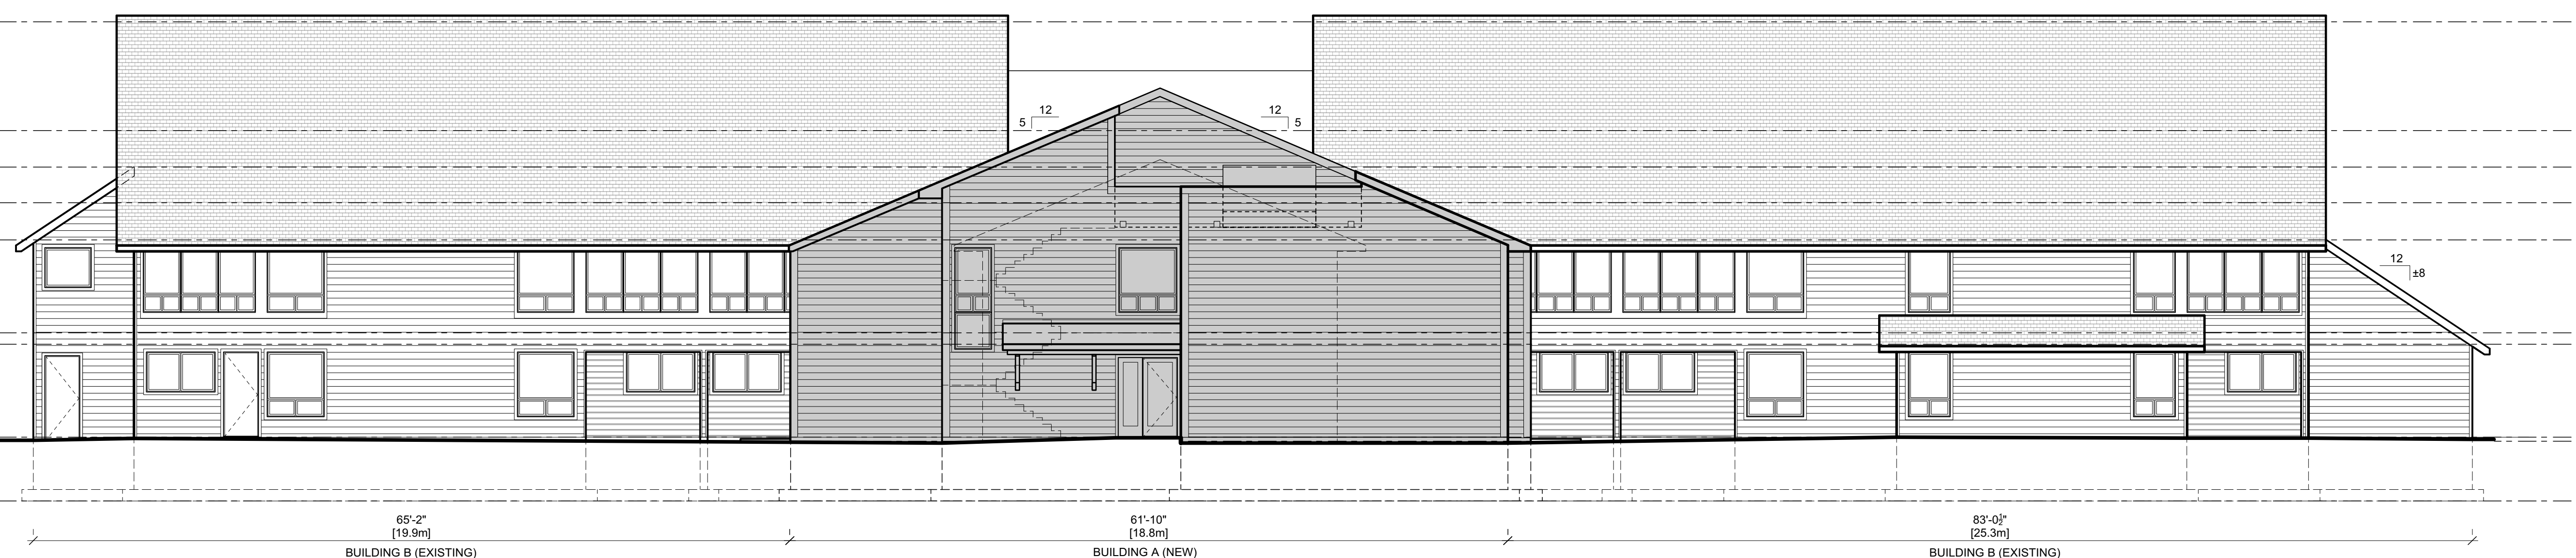 12
5
12
5
12
±8
65'-2"
[19.9m]
BUILDING B (EXISTING)
61'-10"
[18.8m]
BUILDING A (NEW)
83'-0½"
[25.3m]
BUILDING B (EXISTING)